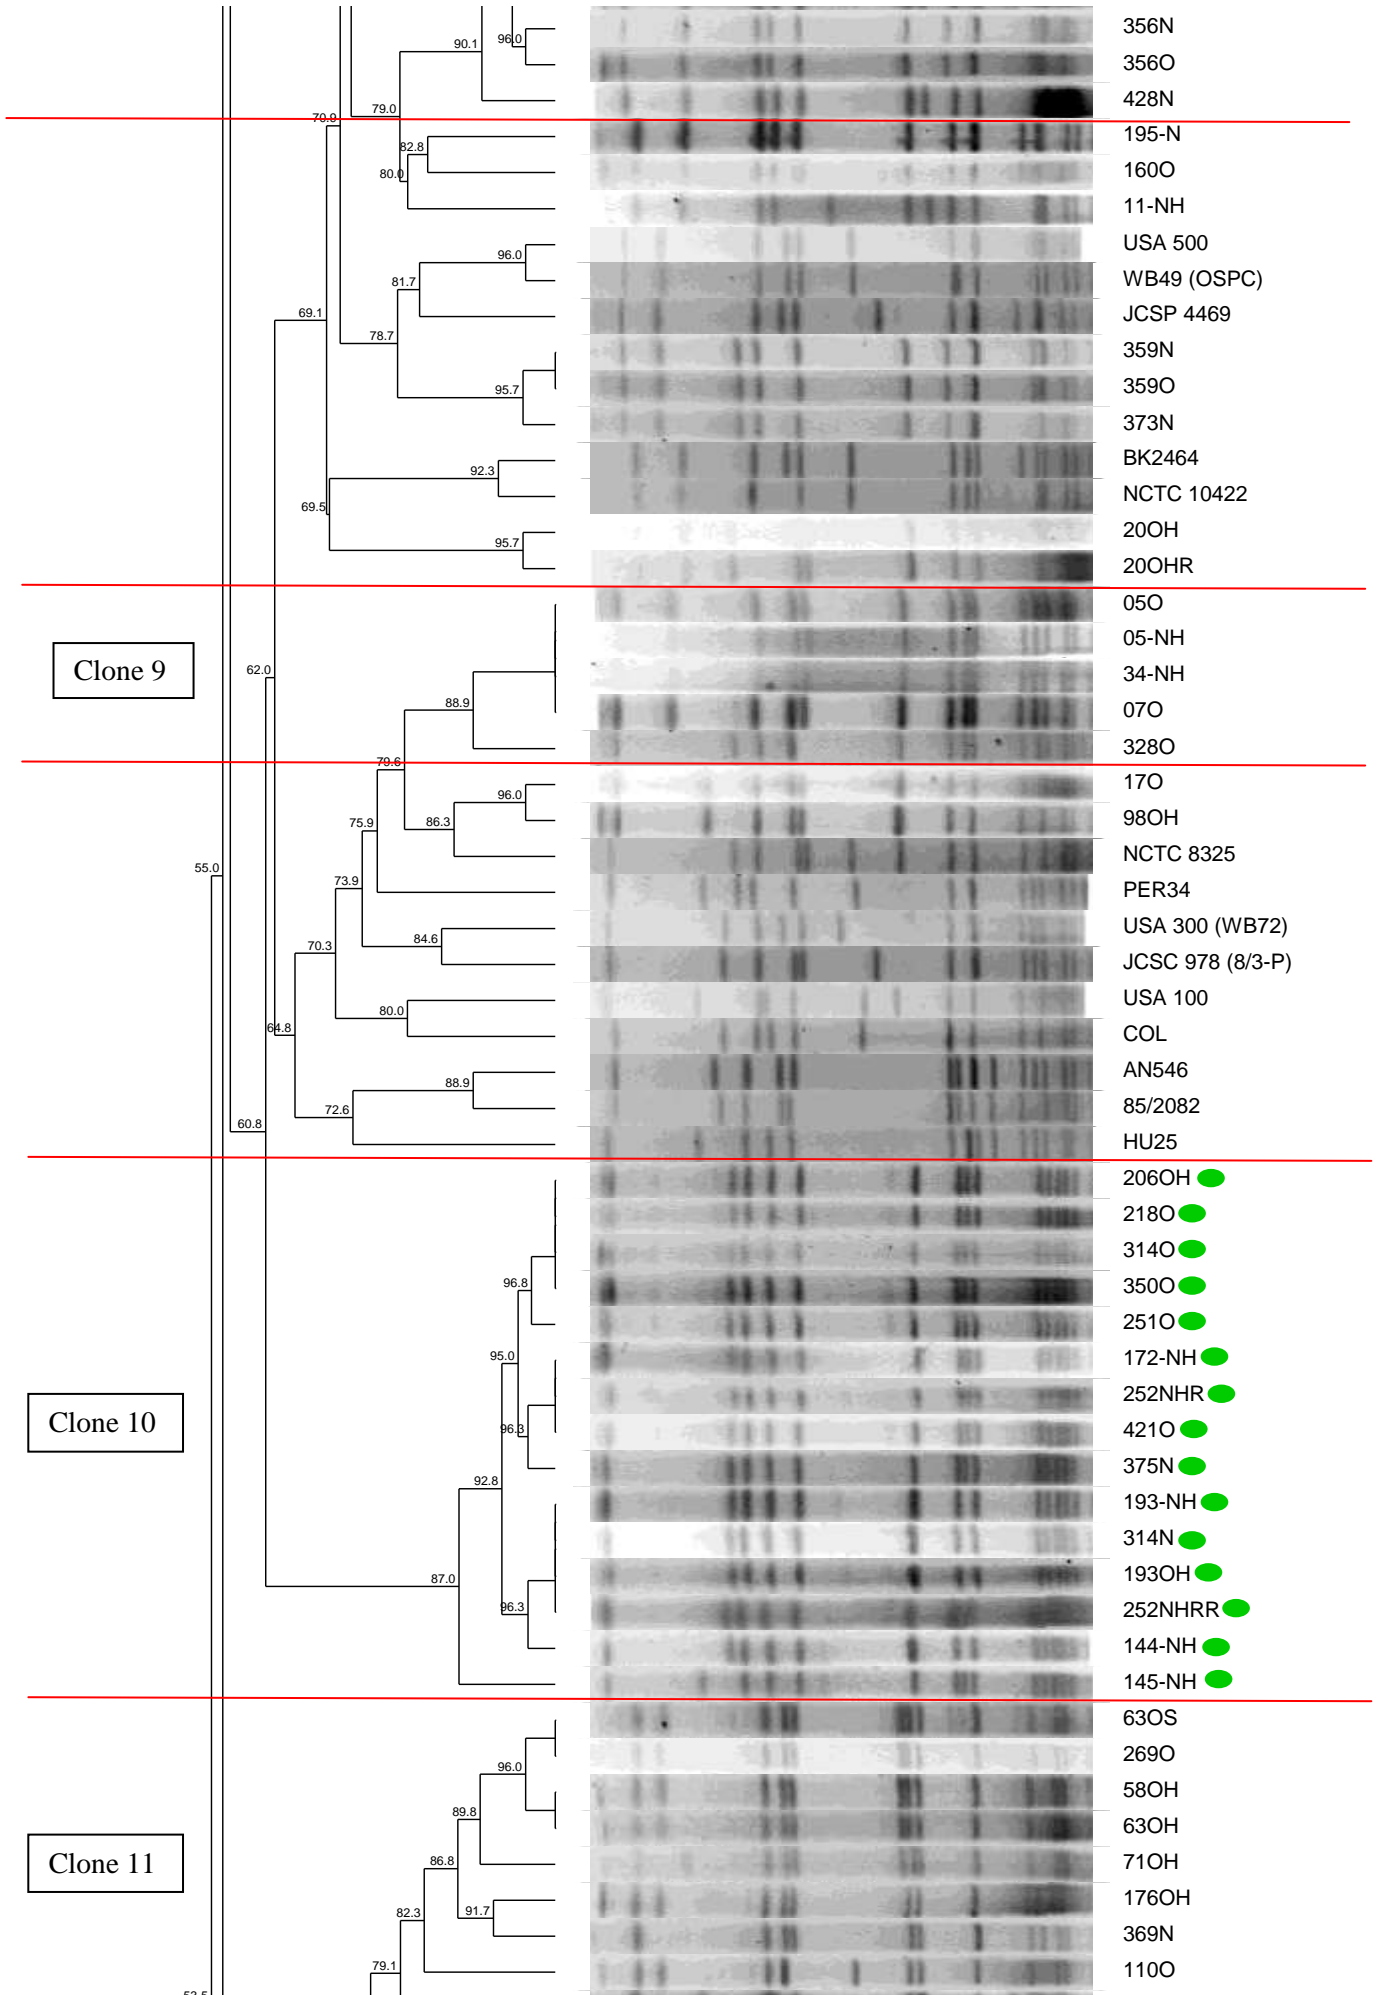 356N
96.0
90.1
356O
428N
79.0
70.9
195-N
82.8
160O
80.0
11-NH
USA 500
96.0
WB49 (OSPC)
81.7
JCSP 4469
69.1
78.7
359N
359O
95.7
373N
BK2464
92.3
NCTC 10422
69.5
20OH
95.7
20OHR
05O
05-NH
Clone 9
62.0
34-NH
88.9
07O
328O
79.6
17O
96.0
98OH
75.9
86.3
NCTC 8325
55.0
73.9
PER34
USA 300 (WB72)
70.3
84.6
JCSC 978 (8/3-P)
USA 100
80.0
64.8
COL
AN546
88.9
85/2082
72.6
60.8
HU25
206OH
218O
314O
96.8
350O
251O
95.0
172-NH
252NHR
Clone 10
96.3
421O
375N
92.8
193-NH
314N
87.0
193OH
96.3
252NHRR
144-NH
145-NH
63OS
269O
96.0
58OH
89.8
63OH
Clone 11
86.8
71OH
176OH
82.3
91.7
369N
79.1
110O